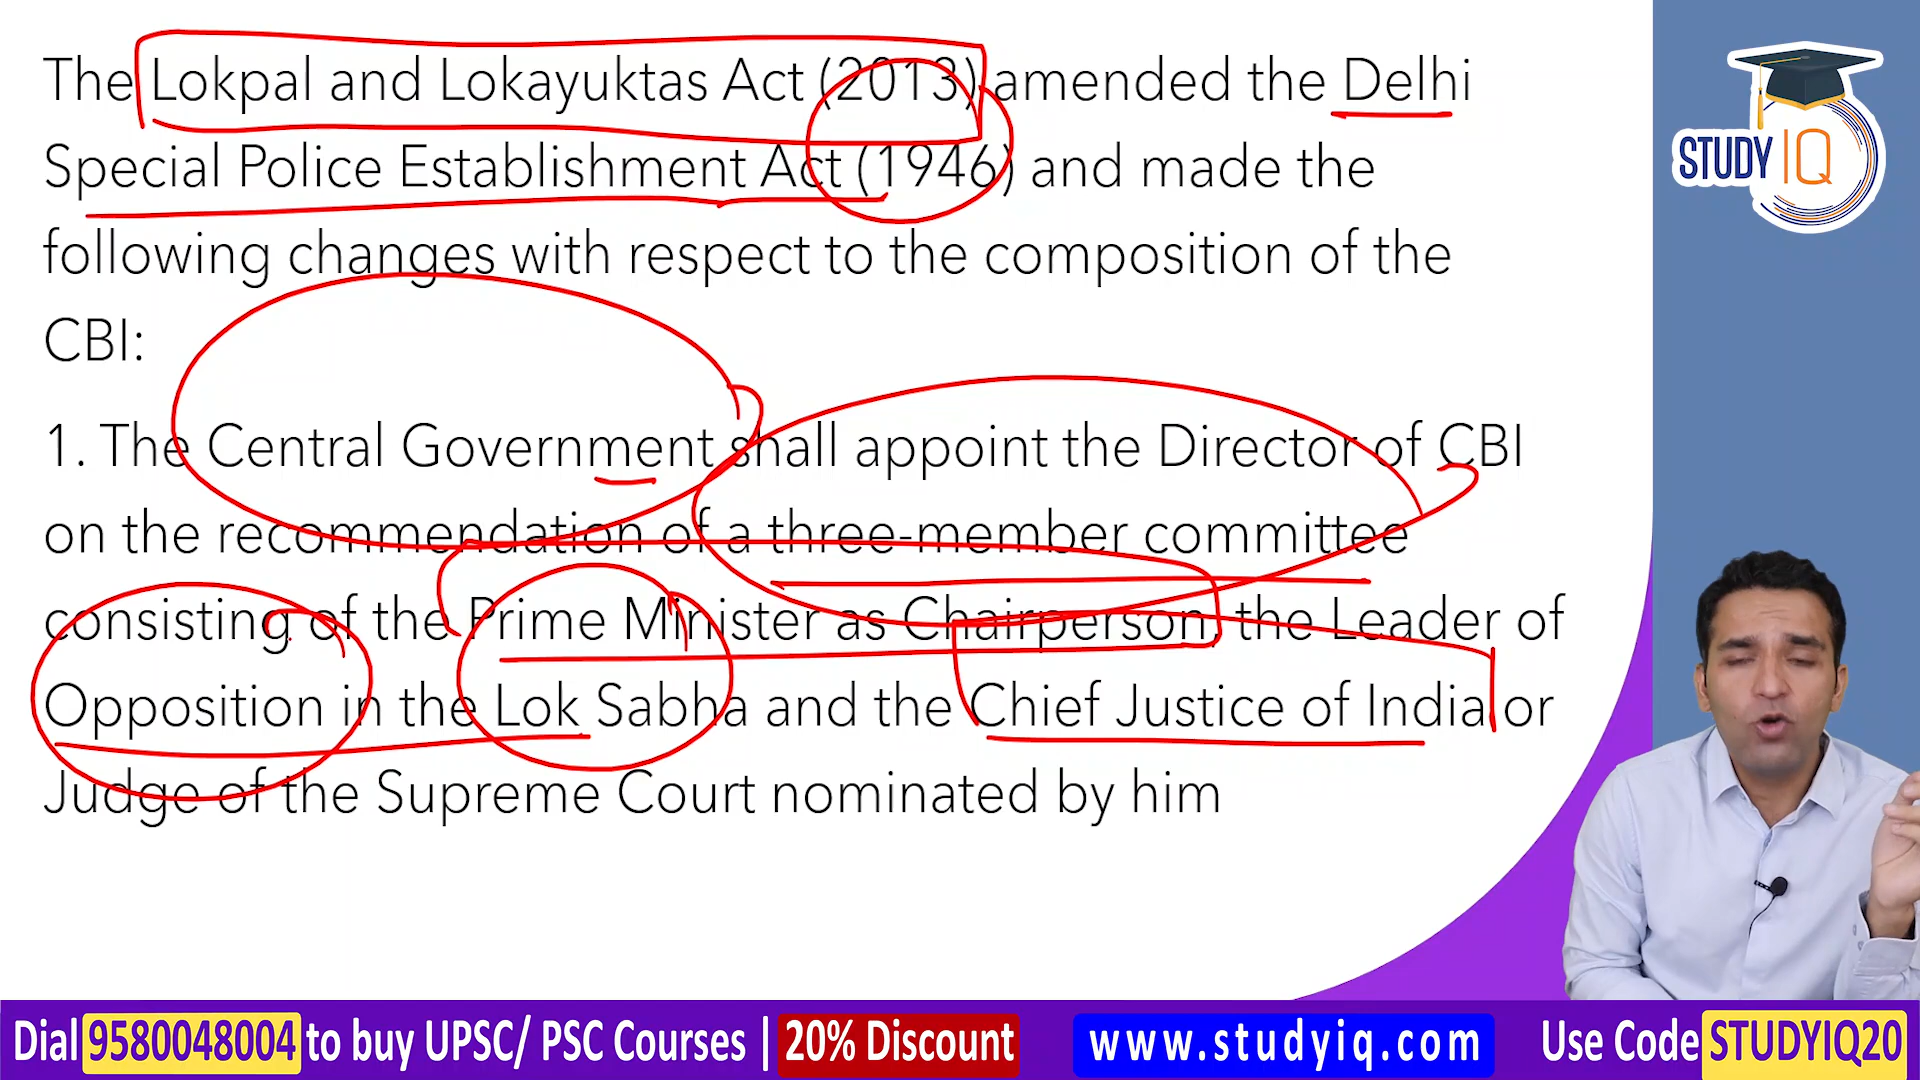 The Lokpal and Lokayuktas Act (2013) amended the Delhi
Special Police Establishment Act (1946) and made the
following changes with respect to the composition of the
CBI:
1. The Central Government shall appoint the Director of CBI
on the recommendation of a three-member committee
consisting of the Prime Minister as Chairperson, the Leader of
Opposition in the Lok Sabha and the Chief Justice of India or
Judge of the Supreme Court nominated by him
STUDY IQ
Dial 9580048004 to buy UPSC/ PSC Courses | 20% Discount www.studyiq.com Use Code STUDYIQ20